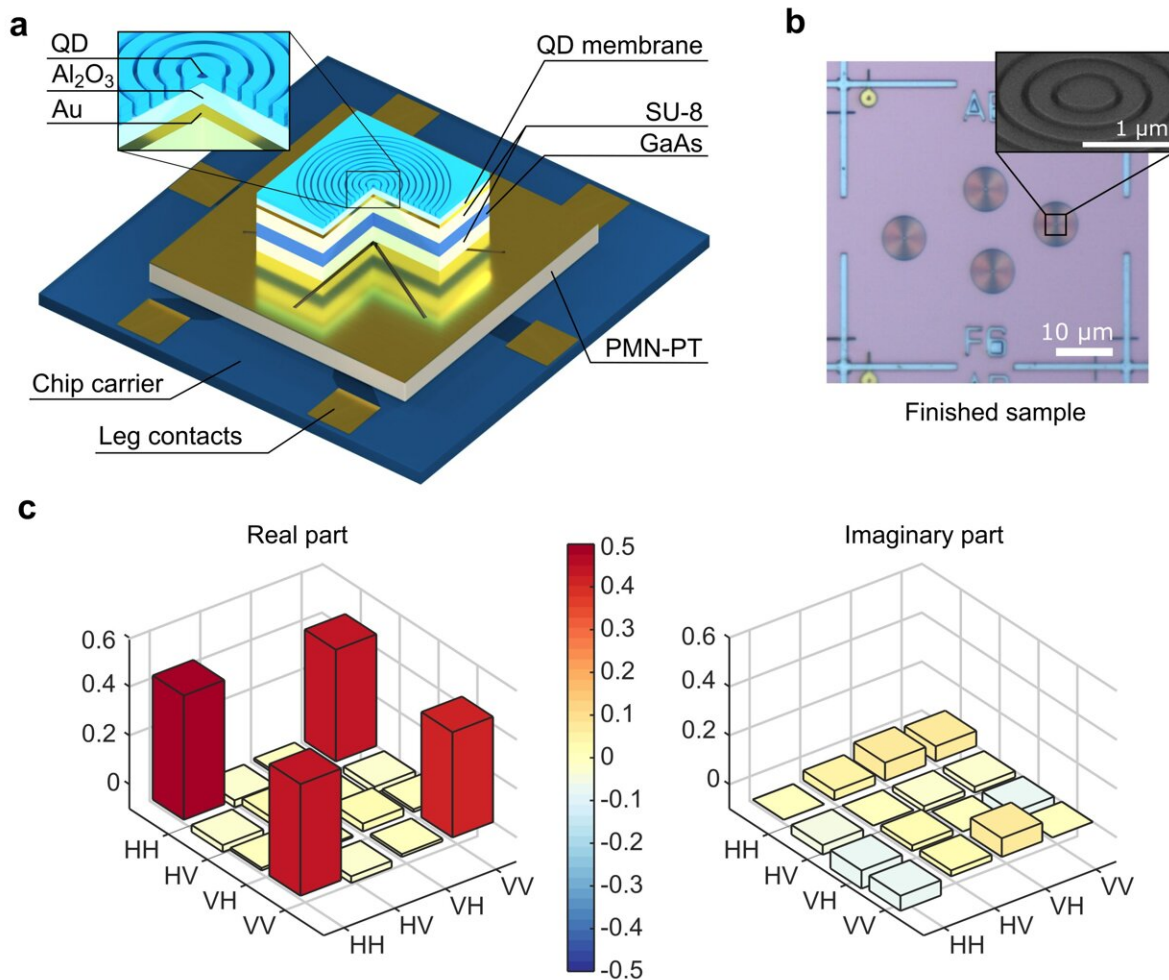 a
QD
Al₂O₃
Au
QD membrane
SU-8
GaAs
PMN-PT
Chip carrier
Leg contacts
b
1 µm
F6
10 µm
Finished sample
c
Real part
0.6
0.4
0.2
0
HH
HV
VH
VV
HH
HV
VH
VV
0.5
0.4
0.3
0.2
0.1
0
-0.1
-0.2
-0.3
-0.4
-0.5
Imaginary part
0.6
0.4
0.2
0
HH
HV
VH
VV
HH
HV
VH
VV